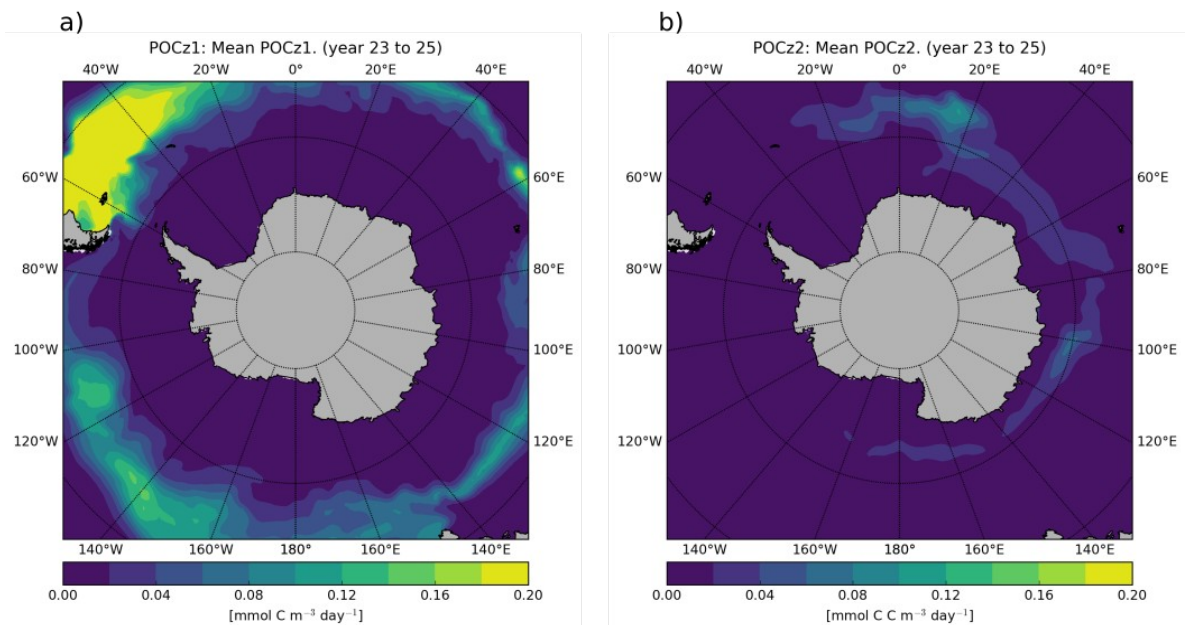 a)
POCz1: Mean POCz1. (year 23 to 25)
40°W 20°W 0° 20°E 40°E
60°W 60°E
80°W 80°E
100°W 100°E
120°W 120°E
140°W 160°W 180° 160°E 140°E
0.00 0.04 0.08 0.12 0.16 0.20
[mmol C m⁻³ day⁻¹]
b)
POCz2: Mean POCz2. (year 23 to 25)
40°W 20°W 0° 20°E 40°E
60°W 60°E
80°W 80°E
100°W 100°E
120°W 120°E
140°W 160°W 180° 160°E 140°E
0.00 0.04 0.08 0.12 0.16 0.20
[mmol C C m⁻³ day⁻¹]